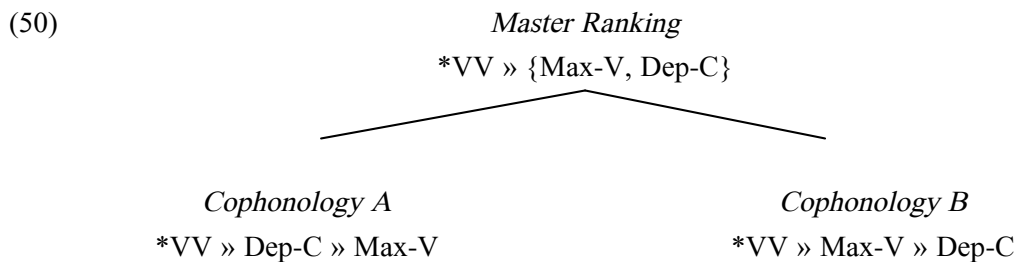 (50) Master Ranking
*VV » {Max-V, Dep-C}
Cophonology A Cophonology B
*VV » Dep-C » Max-V *VV » Max-V » Dep-C